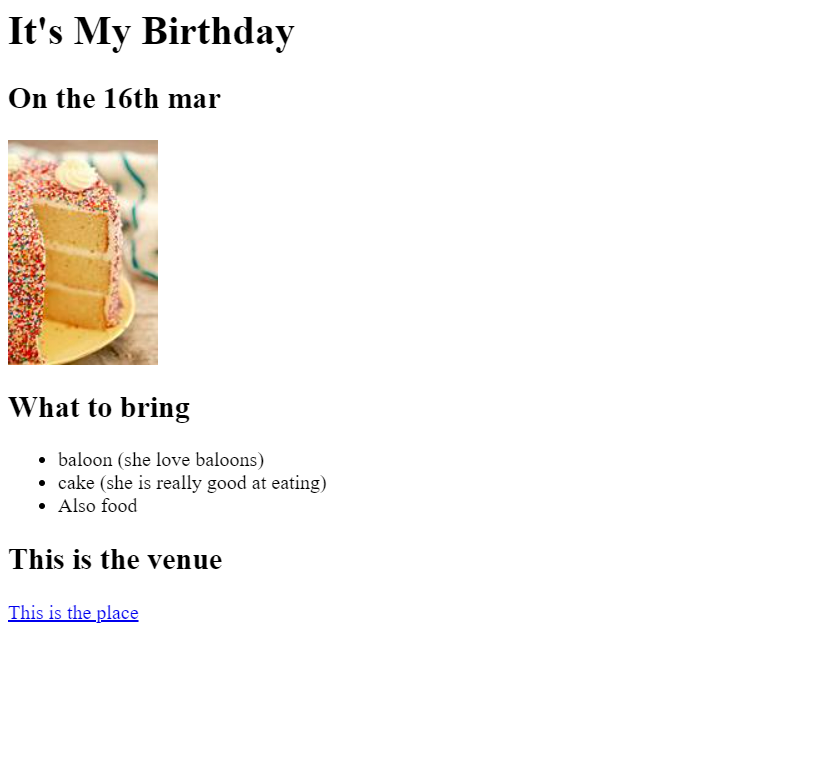 It's My Birthday
On the 16th mar
What to bring
baloon (she love baloons)
cake (she is really good at eating)
Also food
This is the venue
This is the place